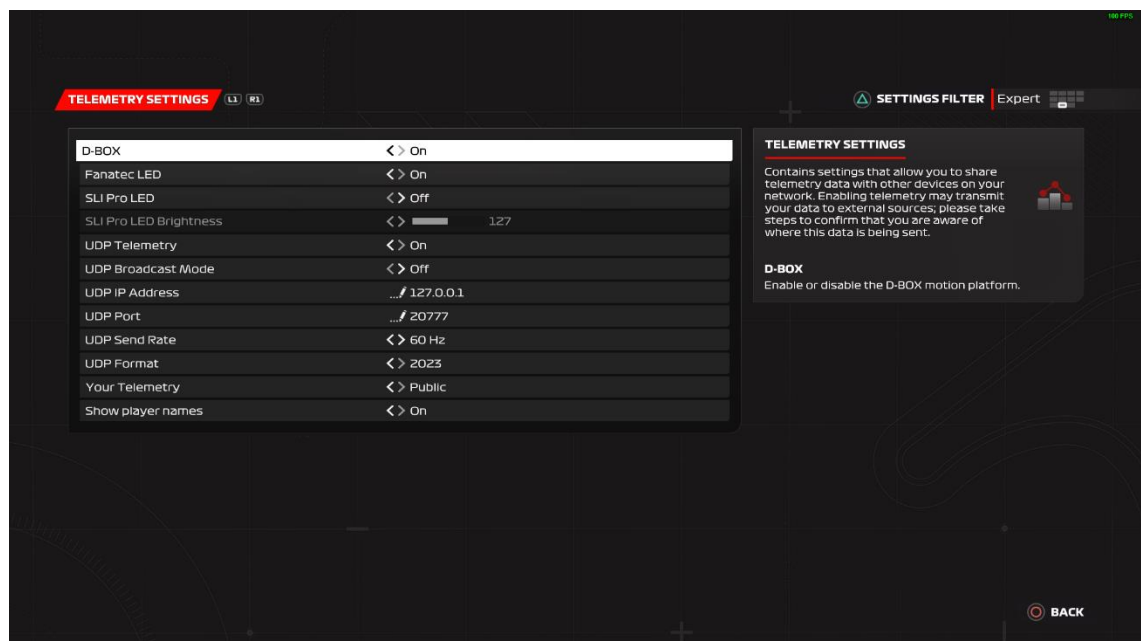 100 FPS
TELEMETRY SETTINGS L1 R1
SETTINGS FILTER Expert
D-BOX On
Fanatec LED On
SLI Pro LED Off
SLI Pro LED Brightness 127
UDP Telemetry On
UDP Broadcast Mode Off
UDP IP Address ... 127.0.0.1
UDP Port ... 20777
UDP Send Rate 60 Hz
UDP Format 2023
Your Telemetry Public
Show player names On
TELEMETRY SETTINGS
Contains settings that allow you to share
telemetry data with other devices on your
network. Enabling telemetry may transmit
your data to external sources; please take
steps to confirm that you are aware of
where this data is being sent.
D-BOX
Enable or disable the D-BOX motion platform.
BACK